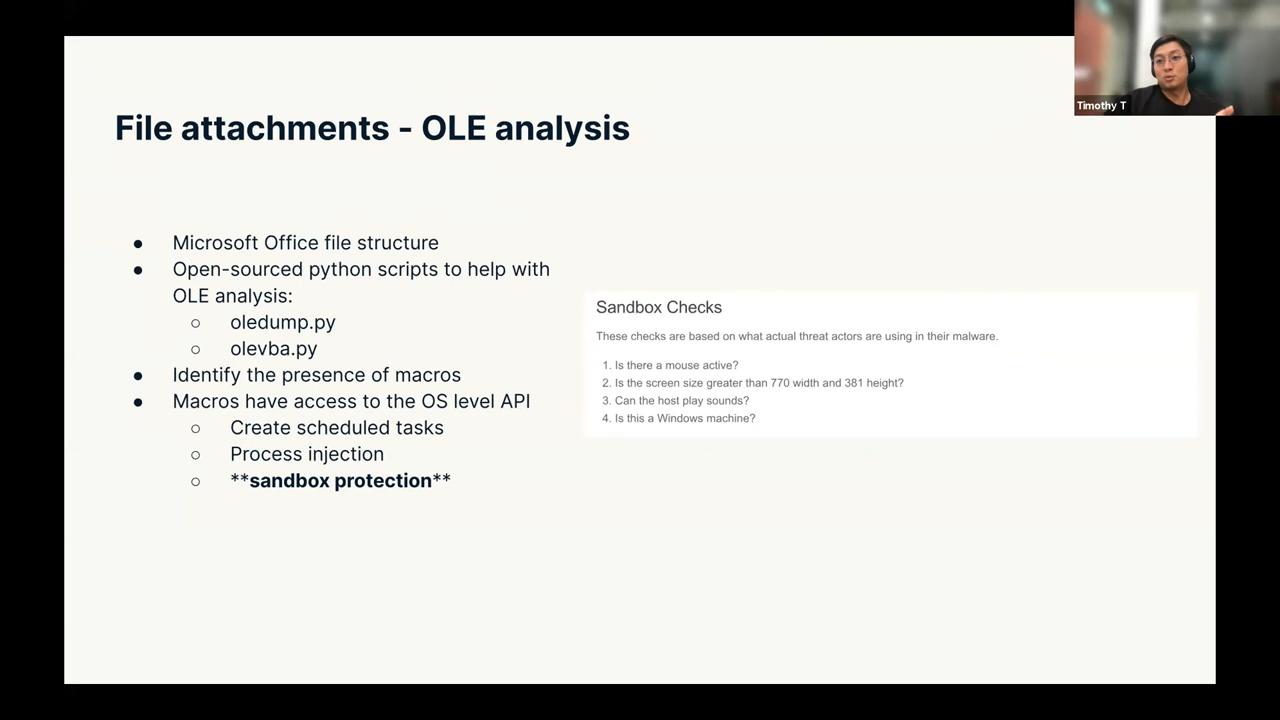 File attachments - OLE analysis
● Microsoft Office file structure
● Open-sourced python scripts to help with
OLE analysis:
○ oledump.py
○ olevba.py
● Identify the presence of macros
● Macros have access to the OS level API
○ Create scheduled tasks
○ Process injection
○ **sandbox protection**
Sandbox Checks
These checks are based on what actual threat actors are using in their malware.
1. Is there a mouse active?
2. Is the screen size greater than 770 width and 381 height?
3. Can the host play sounds?
4. Is this a Windows machine?
Timothy T